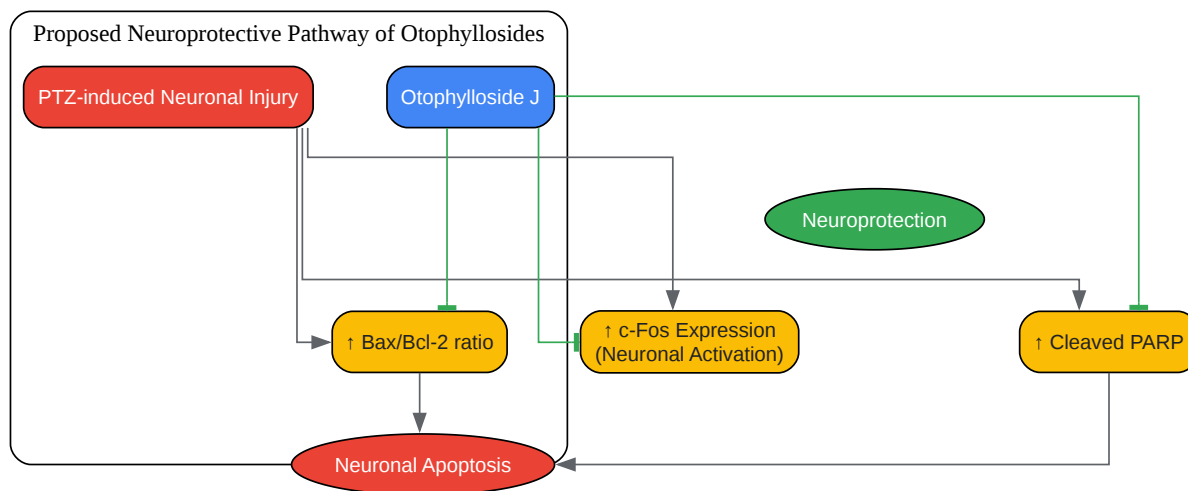 Proposed Neuroprotective Pathway of Otophyllosides
PTZ-induced Neuronal Injury
Otophylloside J
Neuroprotection
↑ Bax/Bcl-2 ratio
↑ c-Fos Expression
(Neuronal Activation)
↑ Cleaved PARP
Neuronal Apoptosis